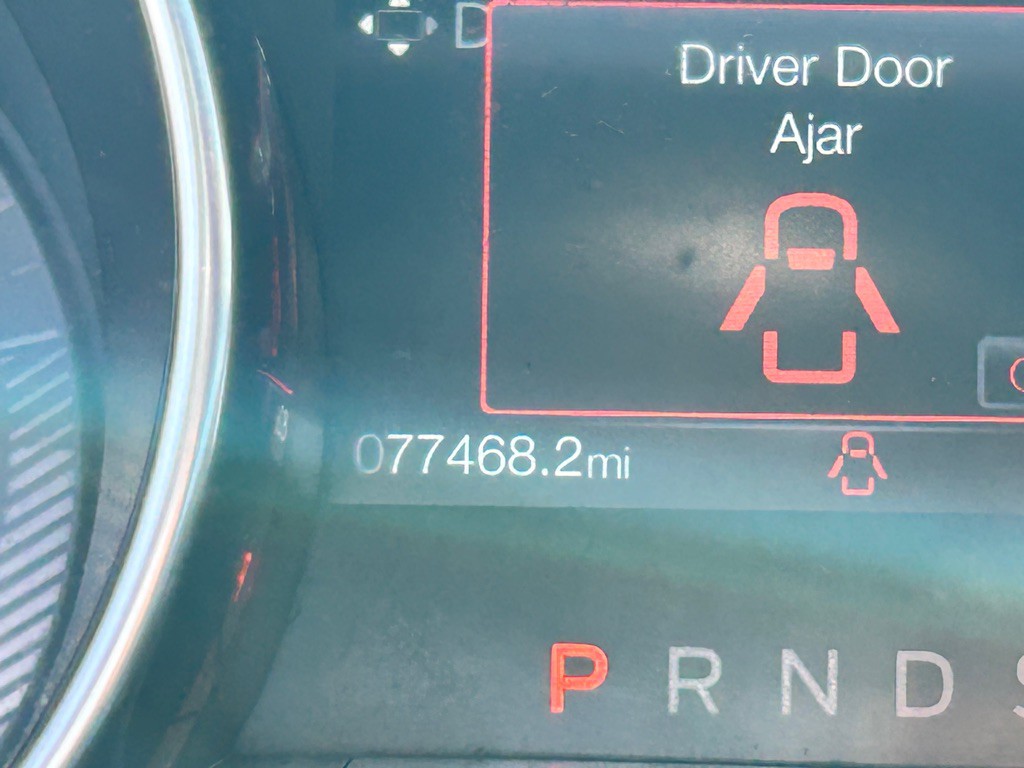 D
Driver Door
Ajar
077468.2mi
P R N D S